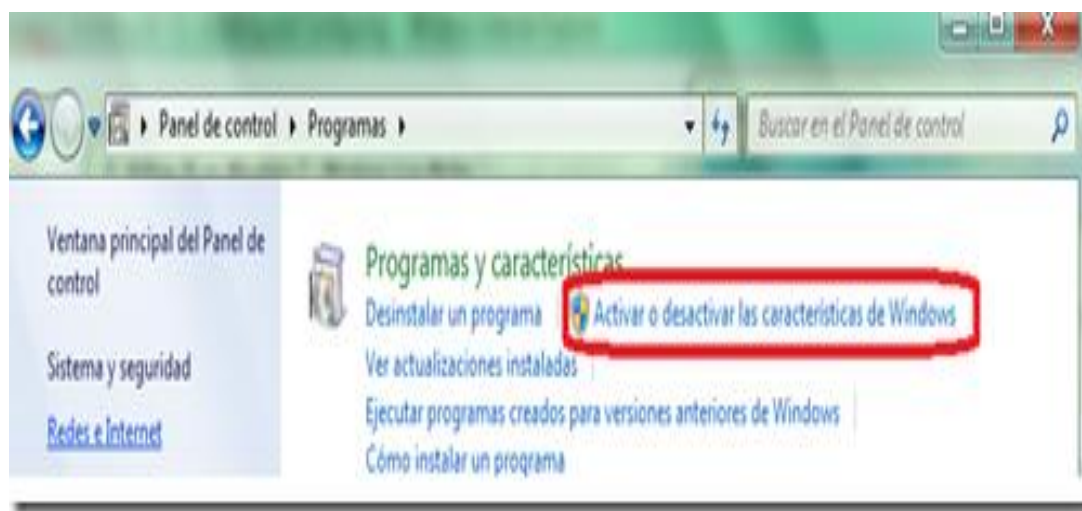 Panel de control Programas Buscar en el Panel de control
Ventana principal del Panel de
control
Sistema y seguridad
Redes e Internet
Programas y características
Desinstalar un programa Activar o desactivar las características de Windows
Ver actualizaciones instaladas
Ejecutar programas creados para versiones anteriores de Windows
Cómo instalar un programa